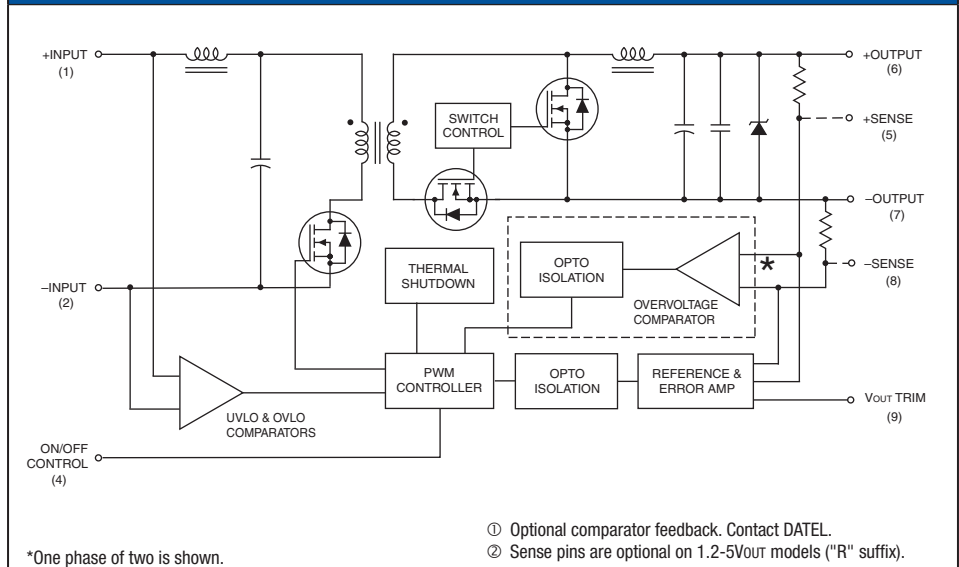 +INPUT
(1)
+OUTPUT
(6)
SWITCH
CONTROL
+SENSE
(5)
–OUTPUT
(7)
OPTO
ISOLATION
*
–SENSE
(8)
THERMAL
SHUTDOWN
–INPUT
(2)
OVERVOLTAGE
COMPARATOR
PWM
CONTROLLER
OPTO
ISOLATION
REFERENCE &
ERROR AMP
VOUT TRIM
(9)
UVLO & OVLO
COMPARATORS
ON/OFF
CONTROL
(4)
*One phase of two is shown.
① Optional comparator feedback. Contact DATEL.
② Sense pins are optional on 1.2-5VOUT models ("R" suffix).